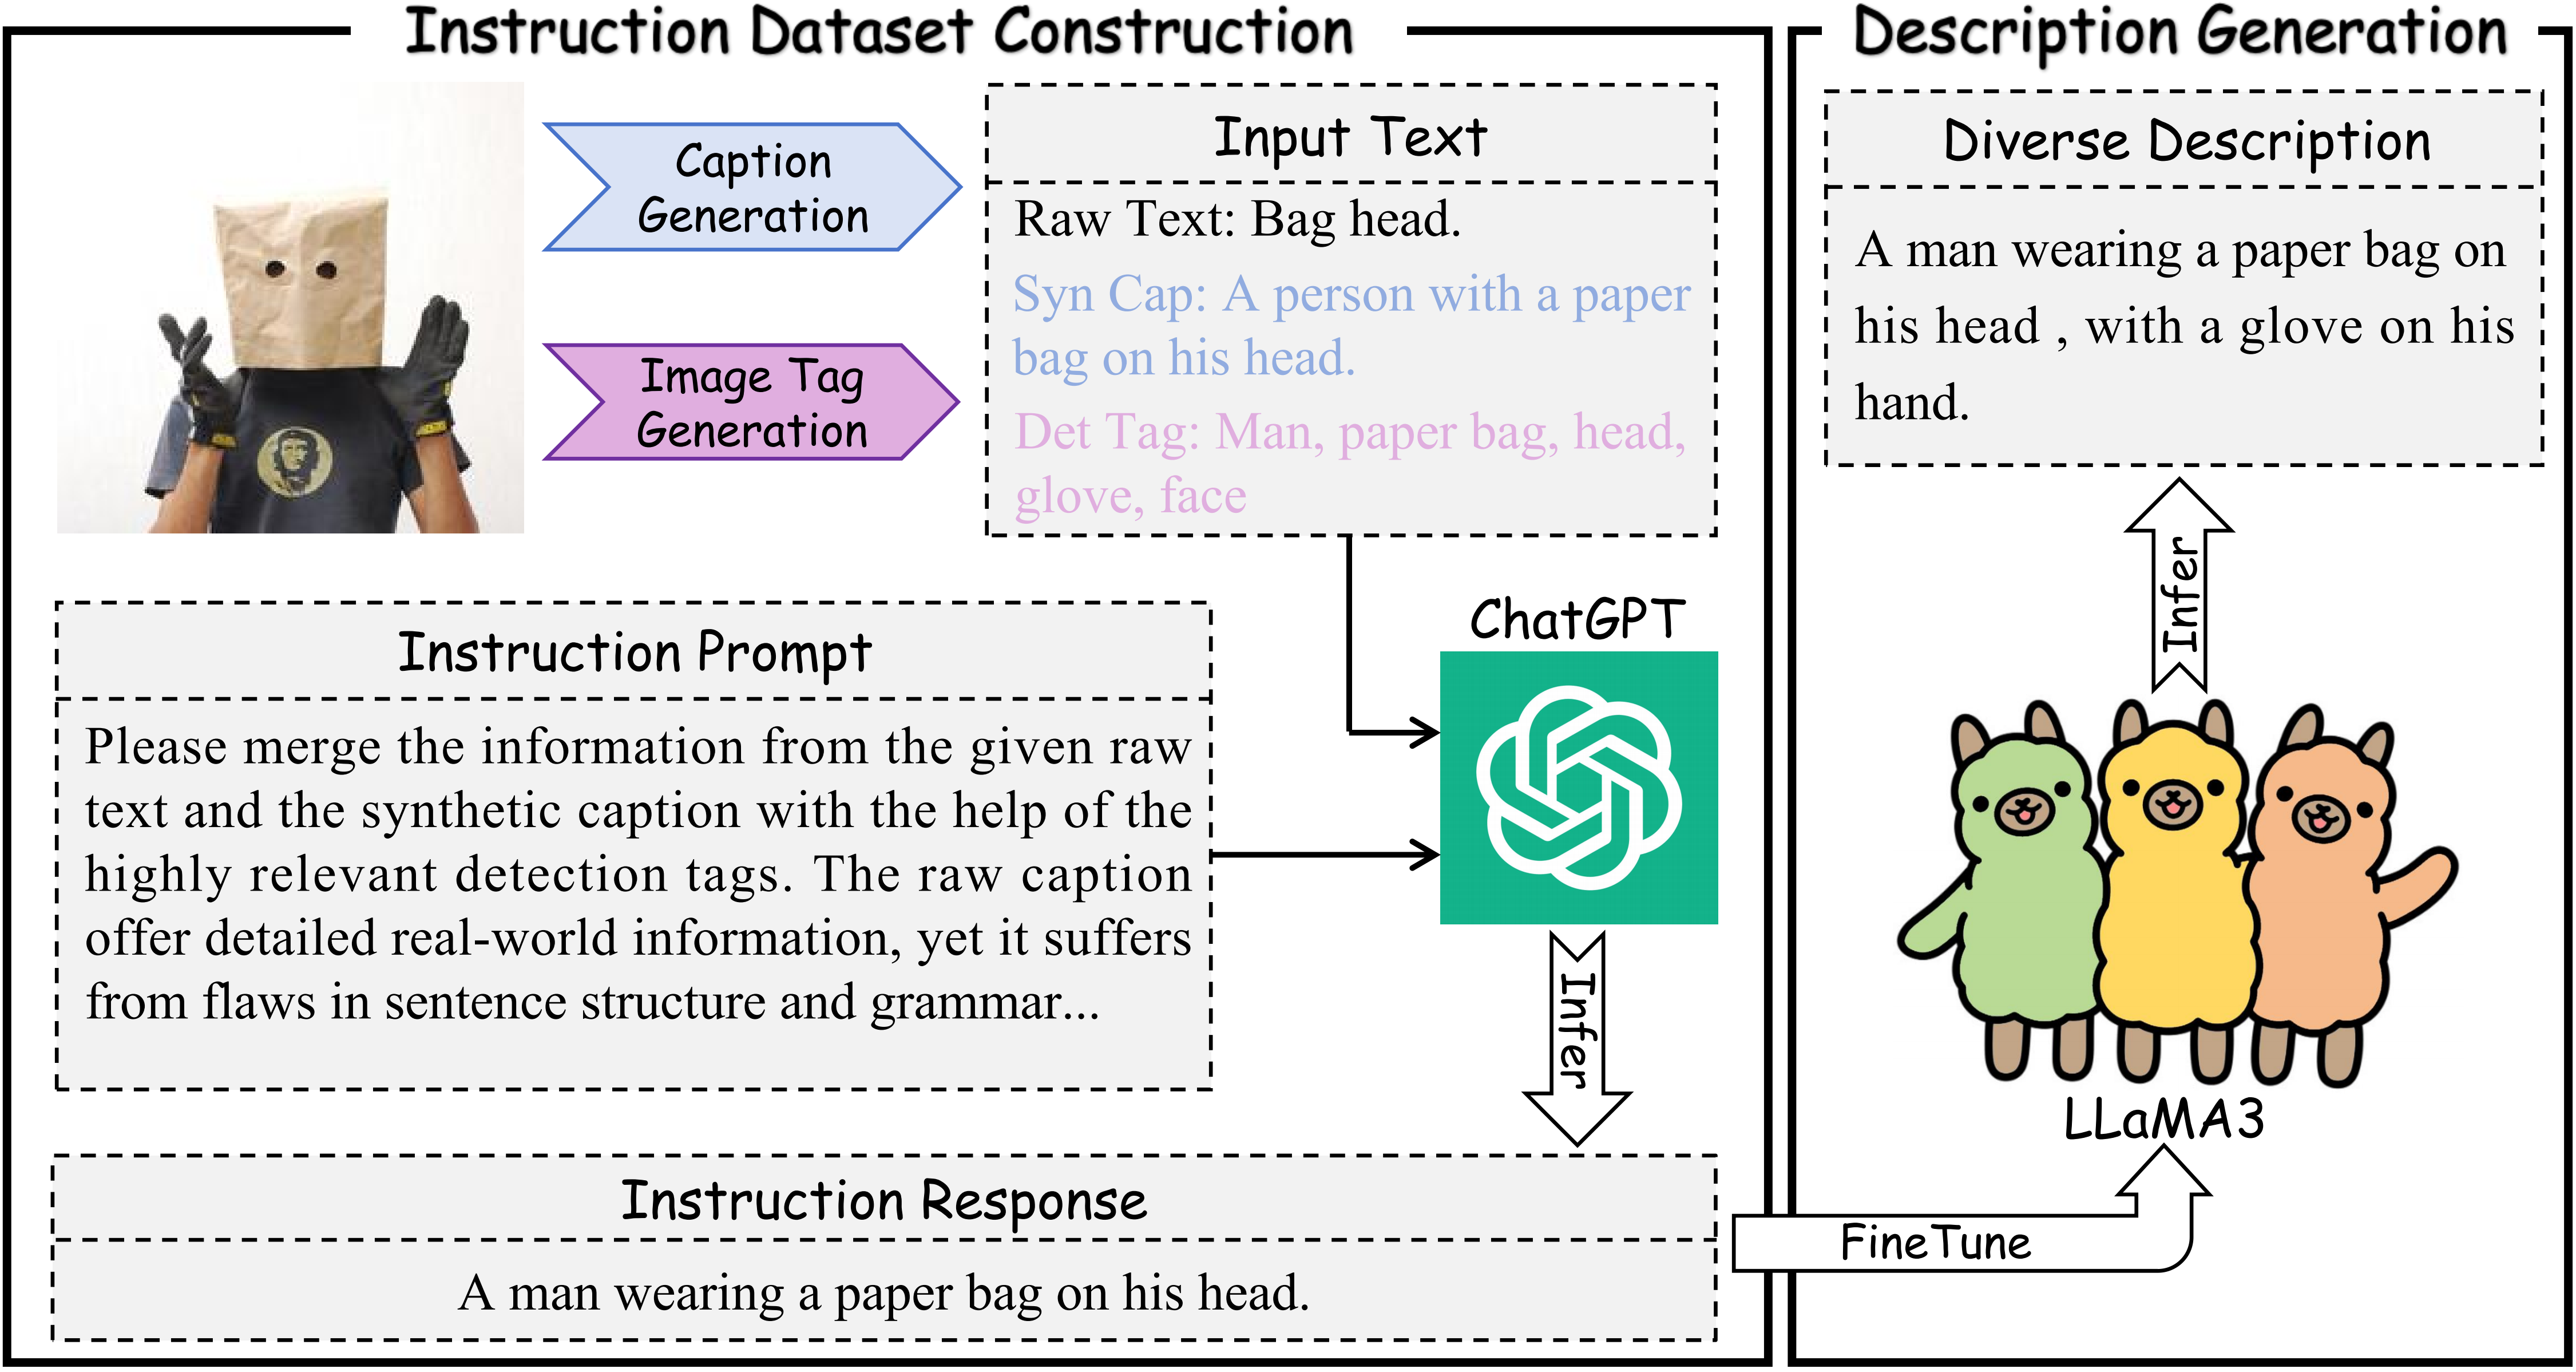 Instruction Dataset Construction
Caption
Generation
Image Tag
Generation
Input Text
Raw Text: Bag head.
Syn Cap: A person with a paper
bag on his head.
Det Tag: Man, paper bag, head,
glove, face
Instruction Prompt
Please merge the information from the given raw
text and the synthetic caption with the help of the
highly relevant detection tags. The raw caption
offer detailed real-world information, yet it suffers
from flaws in sentence structure and grammar...
ChatGPT
Infer
Instruction Response
A man wearing a paper bag on his head.
Description Generation
Diverse Description
A man wearing a paper bag on
his head , with a glove on his
hand.
Infer
LLaMA3
FineTune